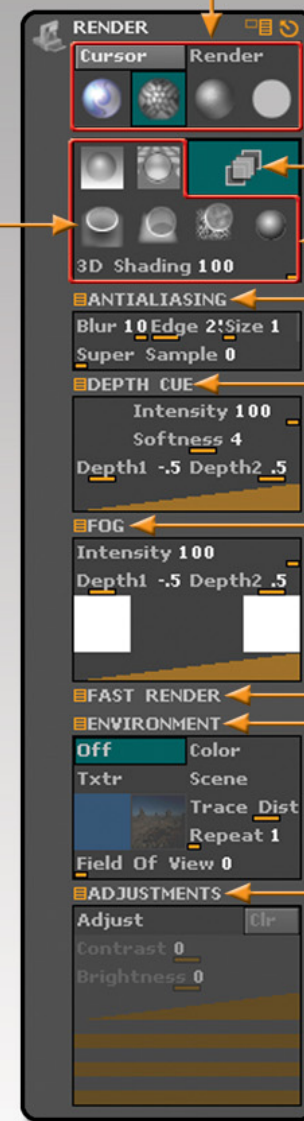 RENDER
Cursor Render
3D Shading 100
ANTIALIASING
Blur 10 Edge 2 Size 1
Super Sample 0
DEPTH CUE
Intensity 100
Softness 4
Depth1 -.5 Depth2 .5
FOG
Intensity 100
Depth1 -.5 Depth2 .5
FAST RENDER
ENVIRONMENT
Off Color
Txtr Scene
Trace Dist
Repeat 1
Field Of View 0
ADJUSTMENTS
Adjust Clr
Contrast 0
Brightness 0